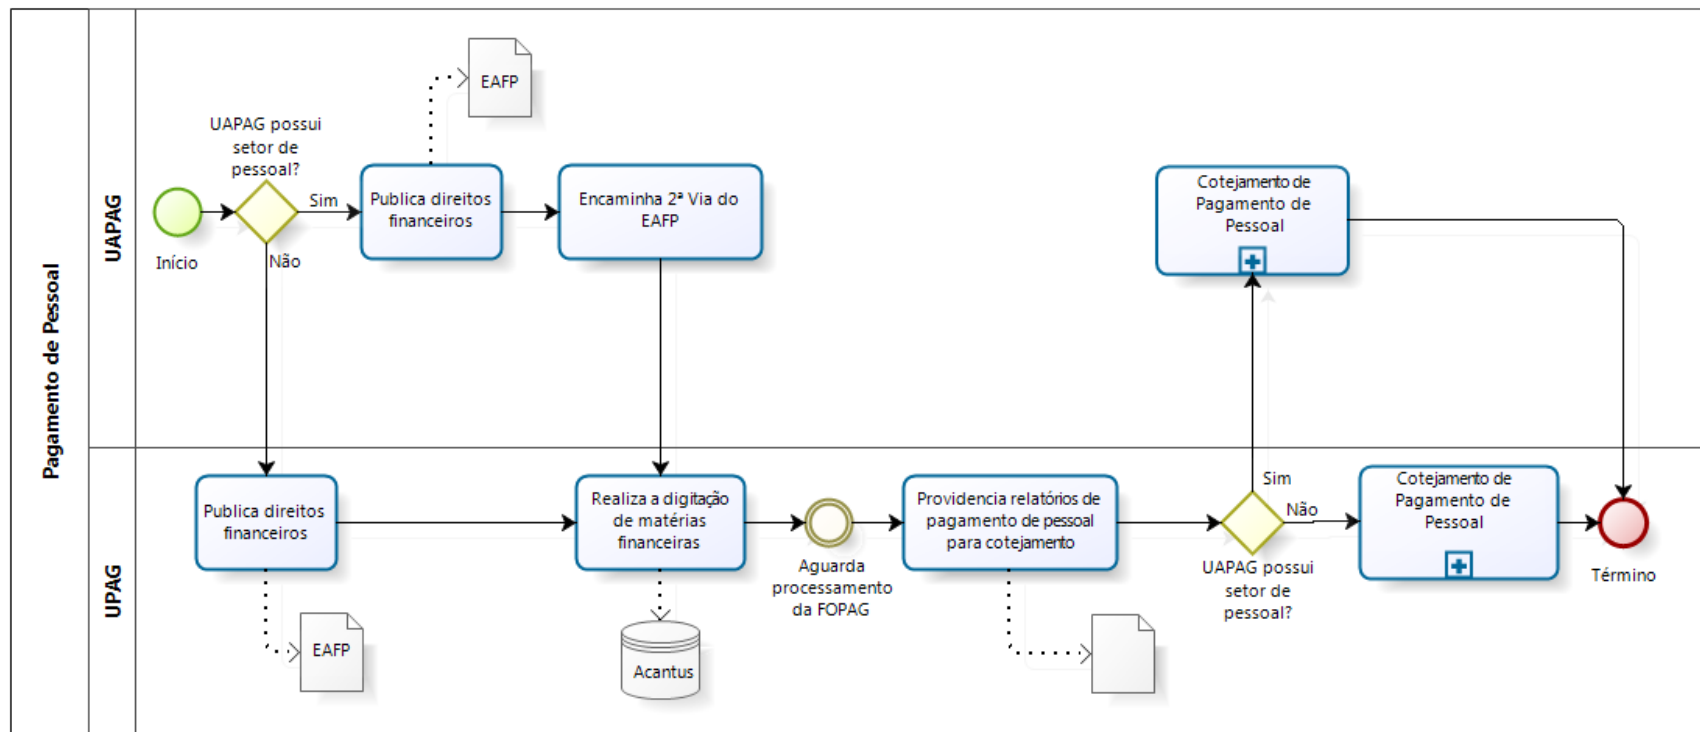 Pagamento de Pessoal
UAPAG
EAFP
UAPAG possui
setor de
pessoal?
Início
Sim
Não
Publica direitos
financeiros
Encaminha 2ª Via do
EAFP
Cotejamento de
Pagamento de
Pessoal
UPAG
Publica direitos
financeiros
EAFP
Realiza a digitação
de matérias
financeiras
Acantus
Aguarda
processamento
da FOPAG
Providencia relatórios de
pagamento de pessoal
para cotejamento
Sim
Não
UAPAG possui
setor de
pessoal?
Cotejamento de
Pagamento de
Pessoal
Término